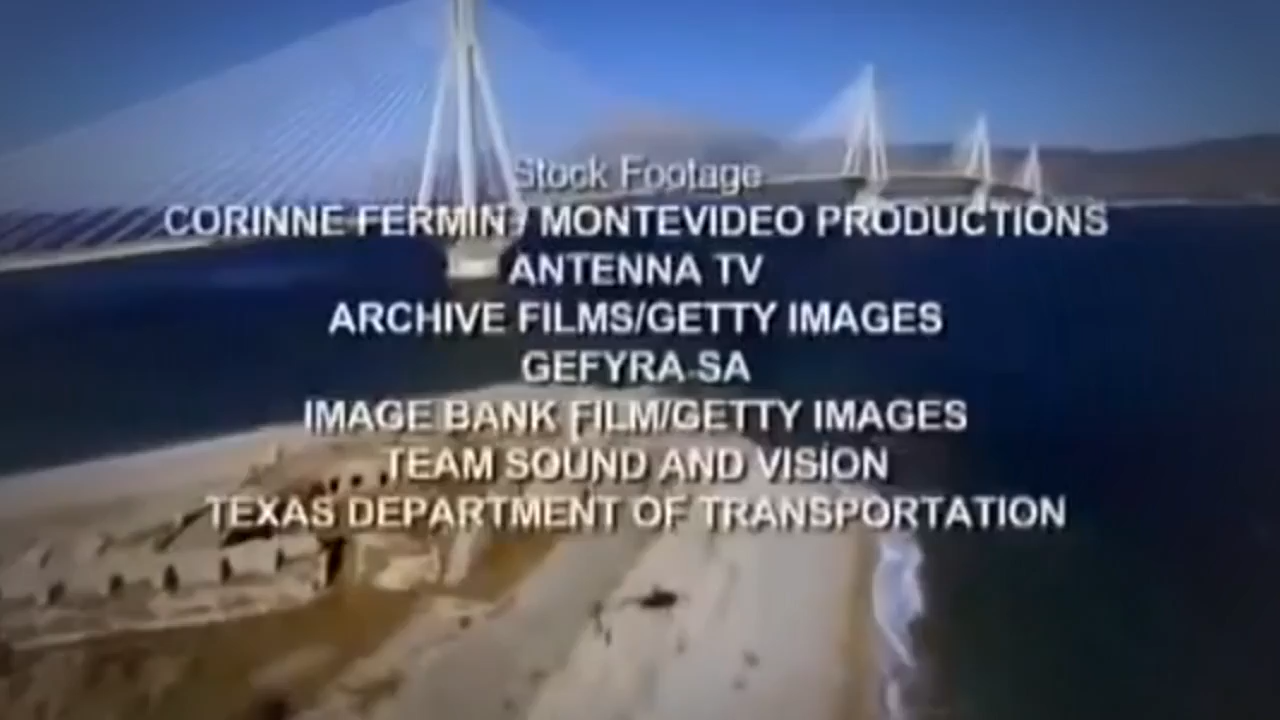 Stock Footage
CORINNE FERMIN / MONTEVIDEO PRODUCTIONS
ANTENNA TV
ARCHIVE FILMS/GETTY IMAGES
GEFYRA SA
IMAGE BANK FILM/GETTY IMAGES
TEAM SOUND AND VISION
TEXAS DEPARTMENT OF TRANSPORTATION